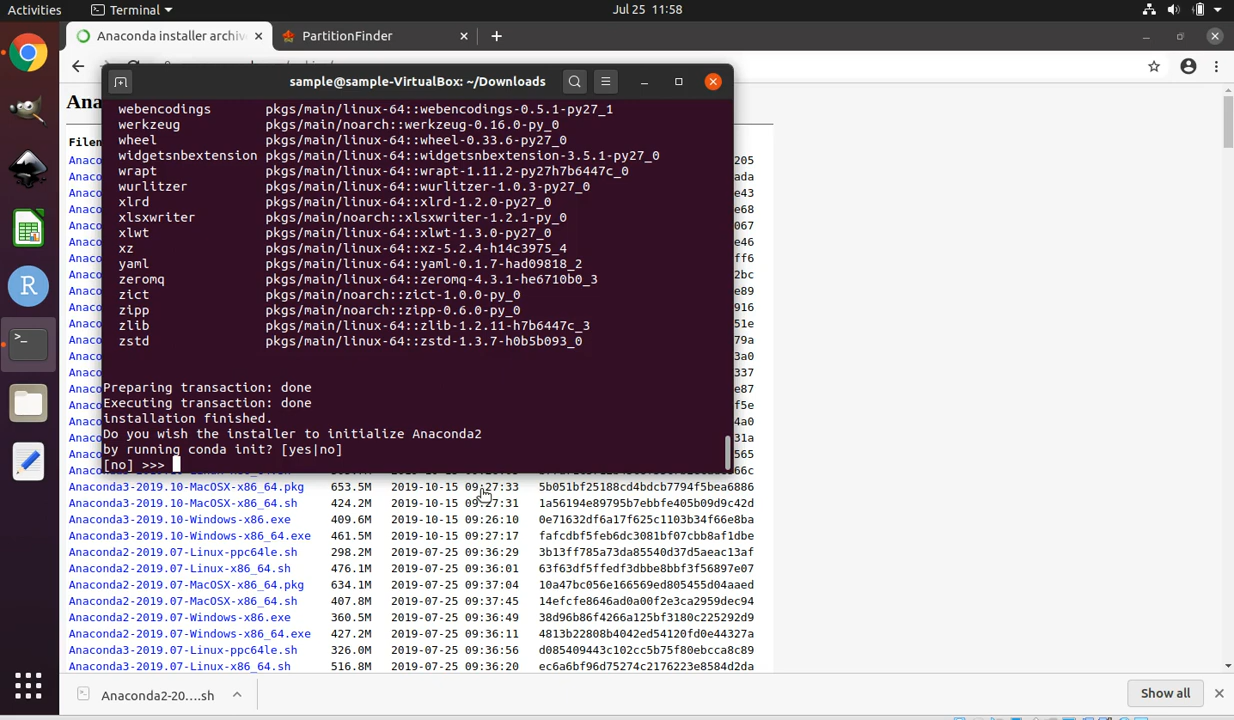 Activities Terminal Jul 25 11:58
Anaconda installer archiv PartitionFinder
sample@sample-VirtualBox: ~/Downloads
Ana
Filen
webencodings pkgs/main/linux-64::webencodings-0.5.1-py27_1
werkzeug pkgs/main/noarch::werkzeug-0.16.0-py_0
wheel pkgs/main/linux-64::wheel-0.33.6-py27_0
widgetsnbextension pkgs/main/linux-64::widgetsnbextension-3.5.1-py27_0
wrapt pkgs/main/linux-64::wrapt-1.11.2-py27h7b6447c_0
wurlitzer pkgs/main/linux-64::wurlitzer-1.0.3-py27_0
xlrd pkgs/main/linux-64::xlrd-1.2.0-py27_0
xlsxwriter pkgs/main/noarch::xlsxwriter-1.2.1-py_0
xlwt pkgs/main/linux-64::xlwt-1.3.0-py27_0
xz pkgs/main/linux-64::xz-5.2.4-h14c3975_4
yaml pkgs/main/linux-64::yaml-0.1.7-had09818_2
zeromq pkgs/main/linux-64::zeromq-4.3.1-he6710b0_3
zict pkgs/main/noarch::zict-1.0.0-py_0
zipp pkgs/main/noarch::zipp-0.6.0-py_0
zlib pkgs/main/linux-64::zlib-1.2.11-h7b6447c_3
zstd pkgs/main/linux-64::zstd-1.3.7-h0b5b093_0
Preparing transaction: done
Executing transaction: done
installation finished.
Do you wish the installer to initialize Anaconda2
by running conda init? [yes|no]
[no] >>>
Anaconda3-2019.10-MacOSX-x86_64.pkg 653.5M 2019-10-15 09:27:33 5b051bf25188cd4bdcb7794f5bea6886
Anaconda3-2019.10-MacOSX-x86_64.sh 424.2M 2019-10-15 09:27:31 1a56194e89795b7ebbfe405b09d9c42d
Anaconda3-2019.10-Windows-x86.exe 409.6M 2019-10-15 09:26:10 0e71632df6a17f625c1103b34f66e8ba
Anaconda3-2019.10-Windows-x86_64.exe 461.5M 2019-10-15 09:27:17 fafcdbf5feb6dc3081bf07cbb8af1dbe
Anaconda2-2019.07-Linux-ppc64le.sh 298.2M 2019-07-25 09:36:29 3b13ff785a73da85540d37d5aeac13af
Anaconda2-2019.07-Linux-x86_64.sh 476.1M 2019-07-25 09:36:01 63f63df5ffedf3dbbe8bbf3f56897e07
Anaconda2-2019.07-MacOSX-x86_64.pkg 634.1M 2019-07-25 09:37:04 10a47bc056e166569ed805455d04aaed
Anaconda2-2019.07-MacOSX-x86_64.sh 407.8M 2019-07-25 09:37:45 14efcfe8646ad0a00f2e3ca2959dec94
Anaconda2-2019.07-Windows-x86.exe 360.5M 2019-07-25 09:36:49 38d96b86f4266a125bf3180c225292d9
Anaconda2-2019.07-Windows-x86_64.exe 427.2M 2019-07-25 09:36:11 4813b22808b4042ed54120fd0e44327a
Anaconda3-2019.07-Linux-ppc64le.sh 326.0M 2019-07-25 09:36:56 d085409443c102cc5b75f80ebcca8c89
Anaconda3-2019.07-Linux-x86_64.sh 516.8M 2019-07-25 09:36:20 ec6a6bf96d75274c2176223e8584d2da
Anaconda2-20....sh Show all